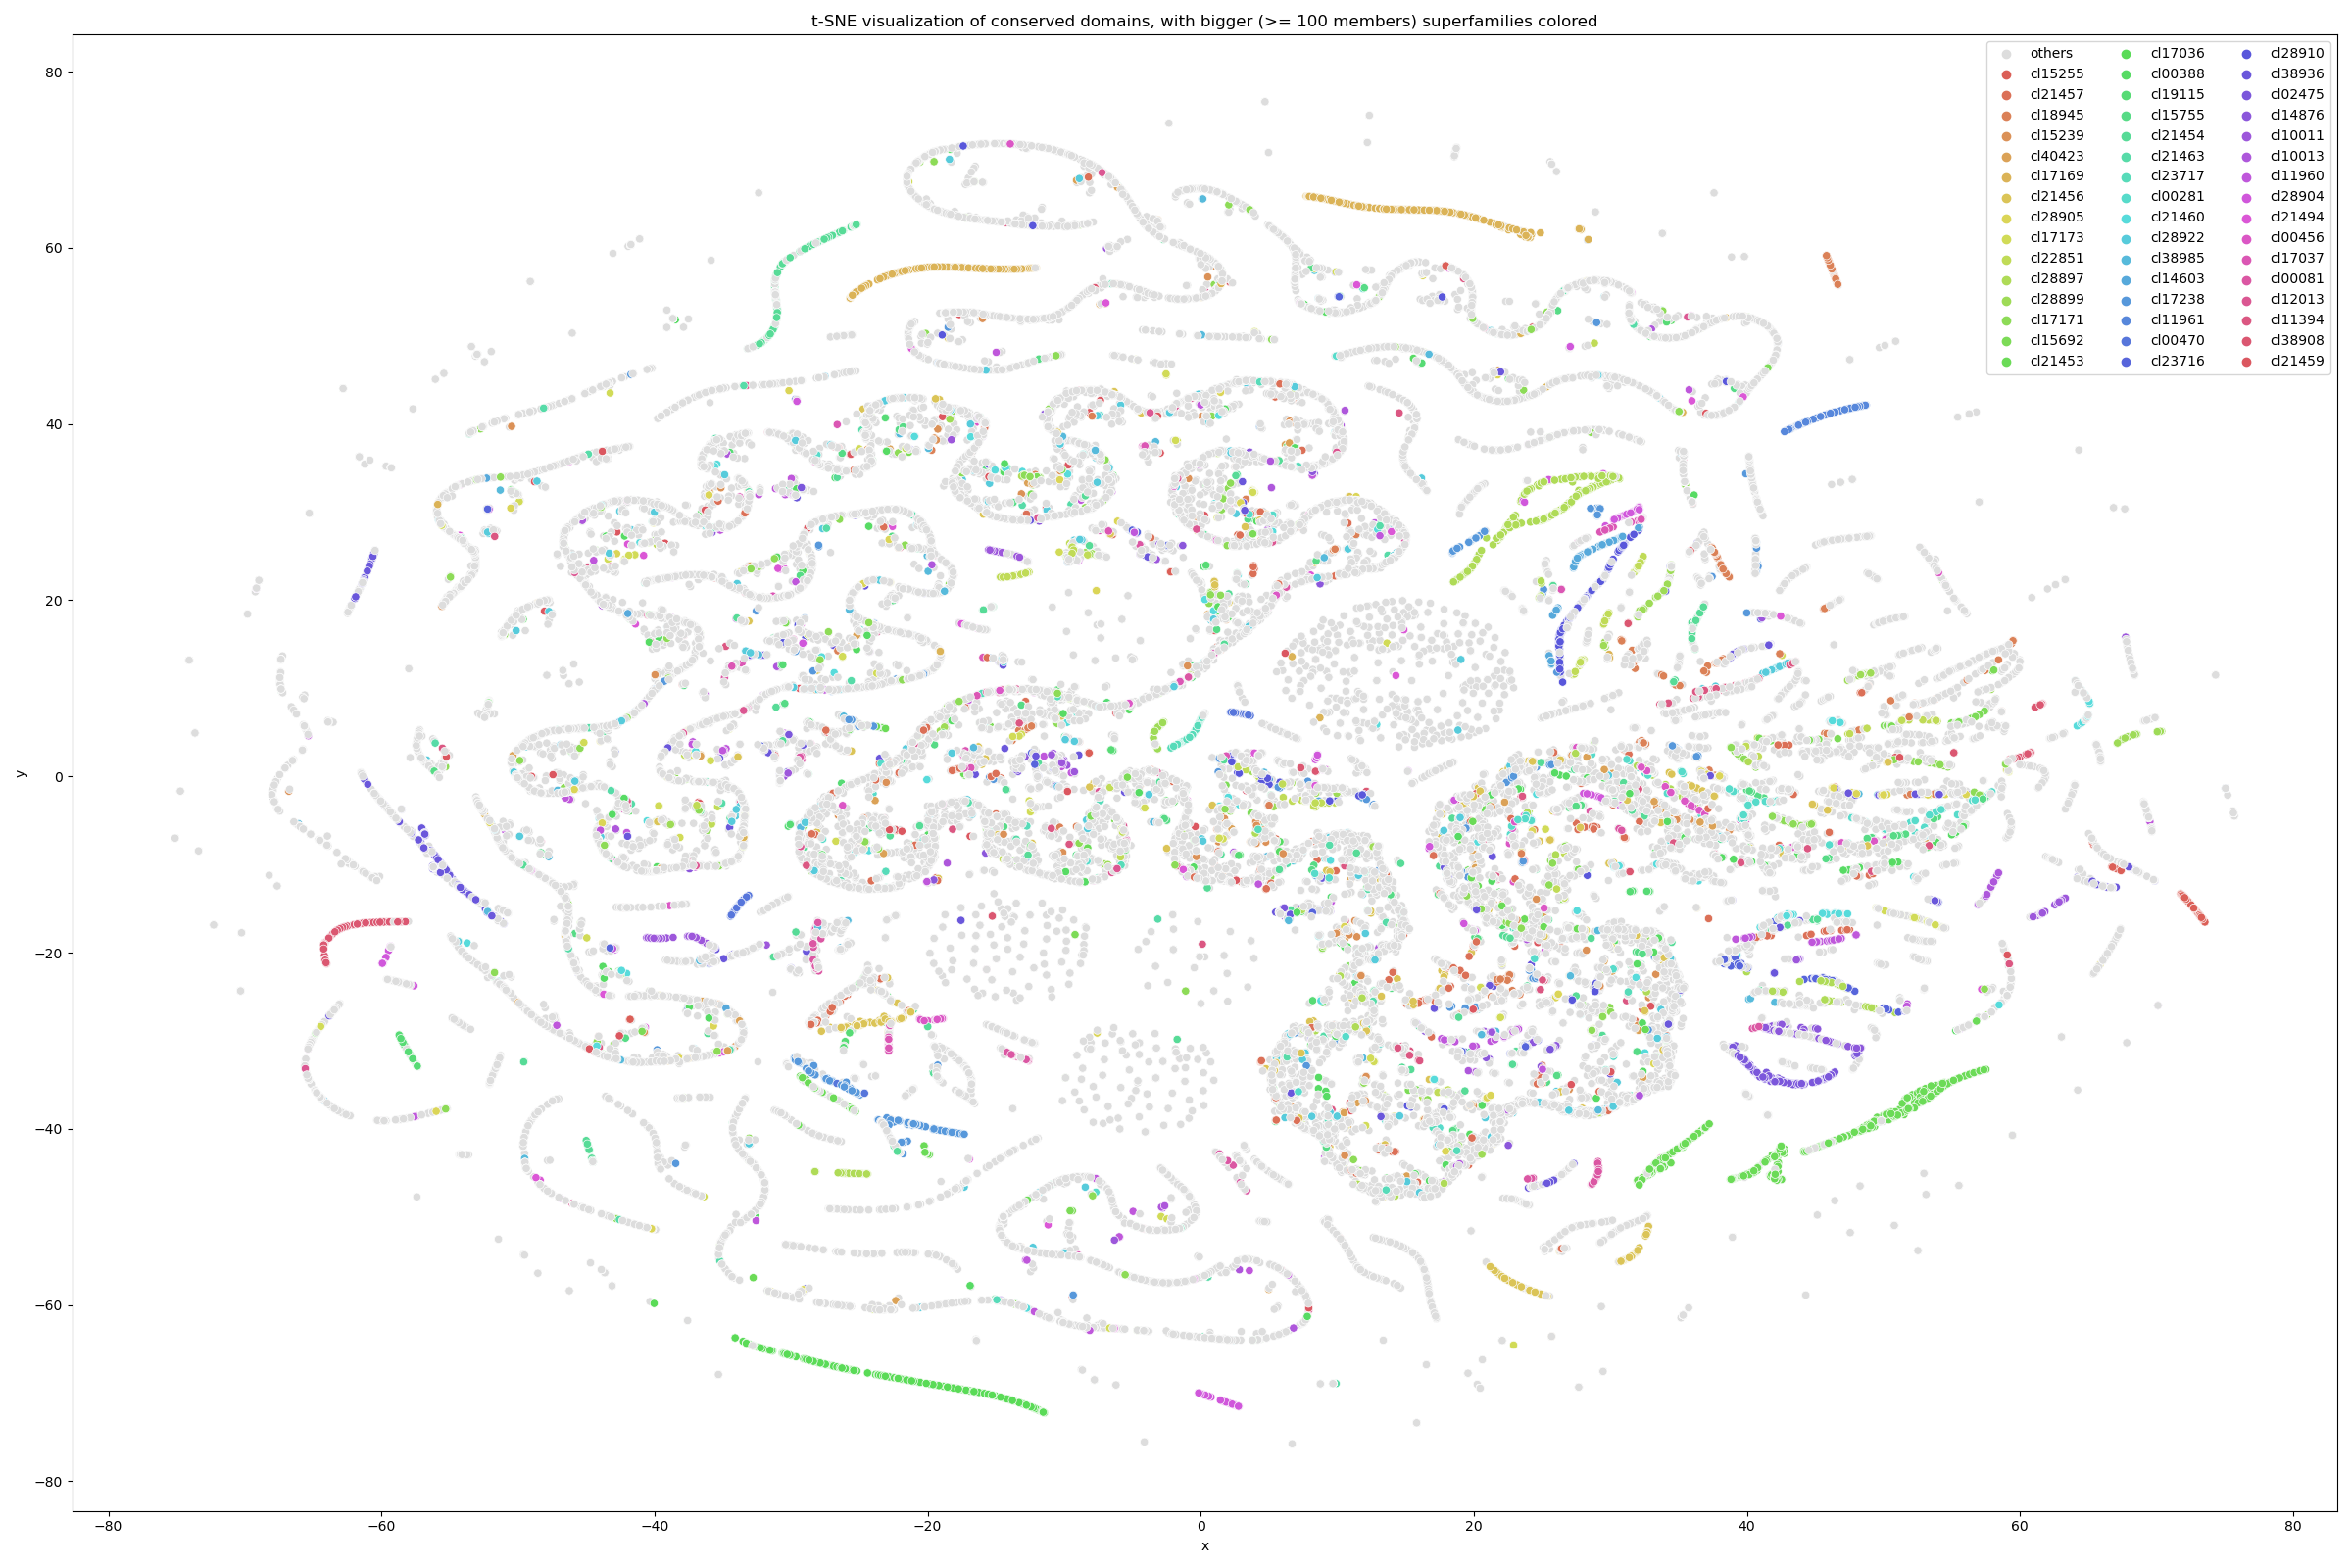 t-SNE visualization of conserved domains, with bigger (>= 100 members) superfamilies colored
80
60
40
20
0
−20
−40
−60
−80
y
−80
−60
−40
−20
0
20
40
60
80
x
others
cl15255
cl21457
cl18945
cl15239
cl40423
cl17169
cl21456
cl28905
cl17173
cl22851
cl28897
cl28899
cl17171
cl15692
cl21453
cl17036
cl00388
cl19115
cl15755
cl21454
cl21463
cl23717
cl00281
cl21460
cl28922
cl38985
cl14603
cl17238
cl11961
cl00470
cl23716
cl28910
cl38936
cl02475
cl14876
cl10011
cl10013
cl11960
cl28904
cl21494
cl00456
cl17037
cl00081
cl12013
cl11394
cl38908
cl21459